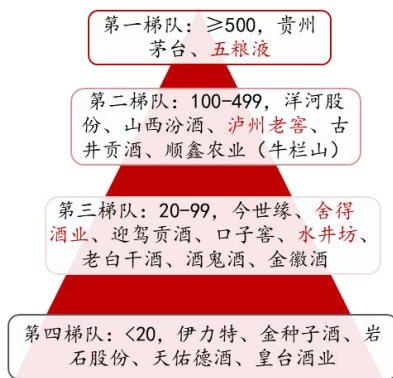 第一梯队：≥500，贵州
茅台、五粮液
第二梯队：100-499，洋河股
份、山西汾酒、泸州老窖、古
井贡酒、顺鑫农业（牛栏山）
第三梯队：20-99，今世缘、舍得
酒业、迎驾贡酒、口子窖、水井坊、
老白干酒、酒鬼酒、金徽酒
第四梯队：<20，伊力特、金种子酒、岩
石股份、天佑德酒、皇台酒业